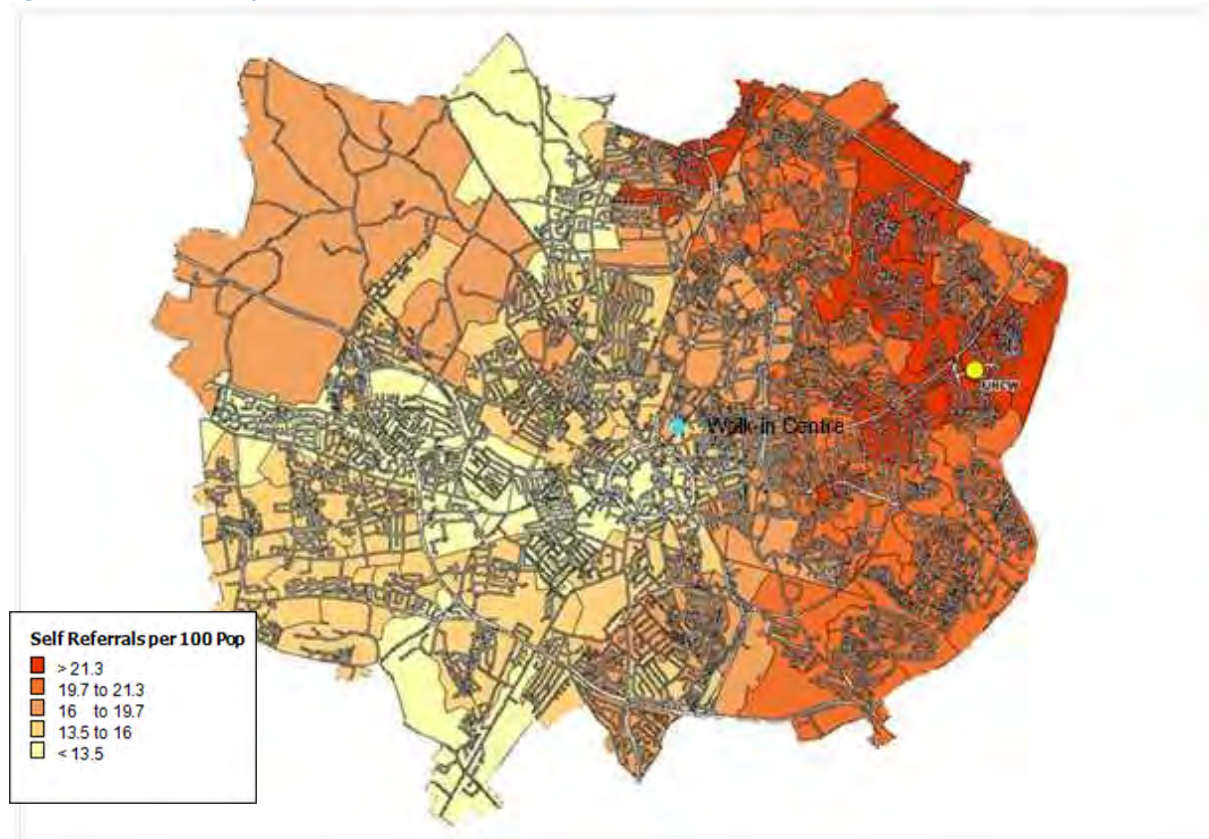 UHCW
Walk-in Centre
Self Referrals per 100 Pop
> 21.3
19.7 to 21.3
16 to 19.7
13.5 to 16
< 13.5